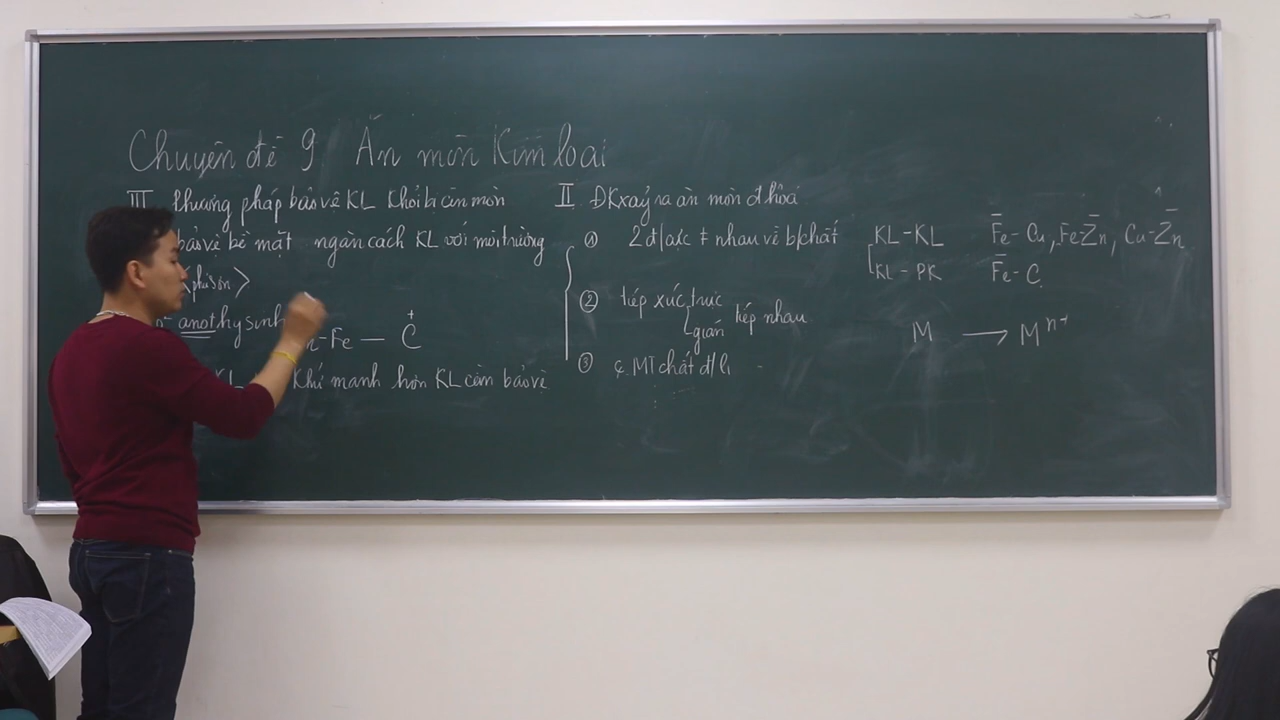 Chuyên đề 9. Ăn mòn Kim loại
III Phương pháp bảo vệ KL khỏi bị ăn mòn
bảo vệ bề mặt ngăn cách KL với môi trường
<phủ sơn>
anot hy sinh
-Fe — C +
KL khử mạnh hơn KL cần bảo vệ
II ĐK xảy ra ăn mòn đ hóa
① 2 đ/cực ≠ nhau về b/chất
KL-KL Fe-Cu, Fe-Zn, Cu-Zn
KL-PK Fe-C
② tiếp xúc trực
gián tiếp nhau
③ MT chất đ/li
M → Mⁿ⁺